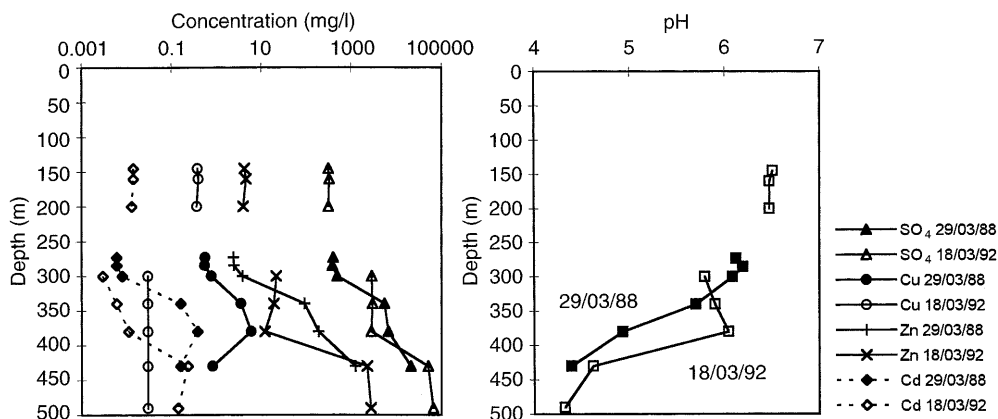 Concentration (mg/l)
0.001 0.1 10 1000 100000
0
50
100
150
200
250
300
350
400
450
500
Depth (m)
pH
4 5 6 7
0
50
100
150
200
250
300
350
400
450
500
Depth (m)
29/03/88
18/03/92
SO4 29/03/88
SO4 18/03/92
Cu 29/03/88
Cu 18/03/92
Zn 29/03/88
Zn 18/03/92
Cd 29/03/88
Cd 18/03/92